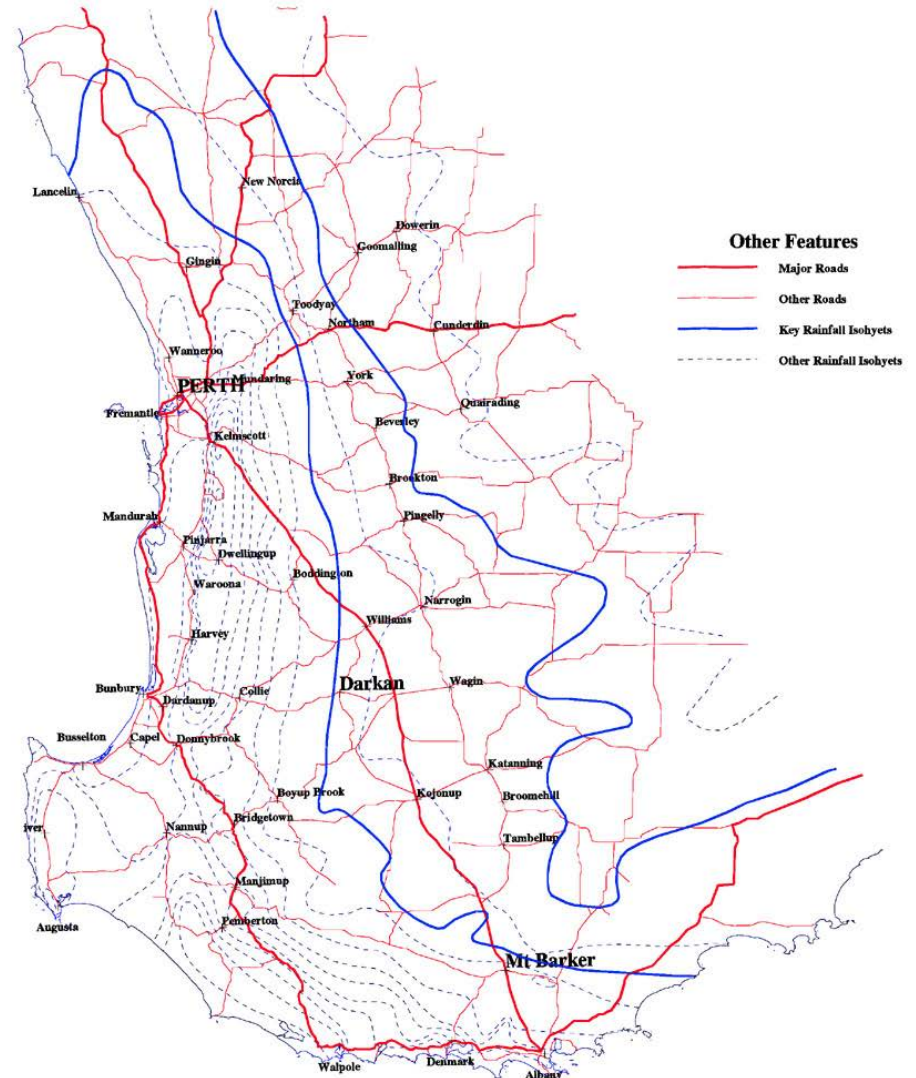 Lancelin
New Norcia
Dowerin
Goomalling
Gingin
Toodyay
Northam
Cunderdin
Wanneroo
PERTH
Mundaring
York
Quairading
Fremantle
Beverley
Kelmscott
Brookton
Mandurah
Pingelly
Pinjarra
Dwellingup
Boddington
Waroona
Narrogin
Williams
Harvey
Darkan
Wagin
Bunbury
Collie
Dardanup
Busselton
Capel
Donnybrook
Katanning
Boyup Brook
Kojonup
Broomehill
Bridgetown
Nannup
iver
Tambellup
Manjimup
Pemberton
Augusta
Mt Barker
Walpole
Denmark
Albany
Other Features
Major Roads
Other Roads
Key Rainfall Isohyets
Other Rainfall Isohyets